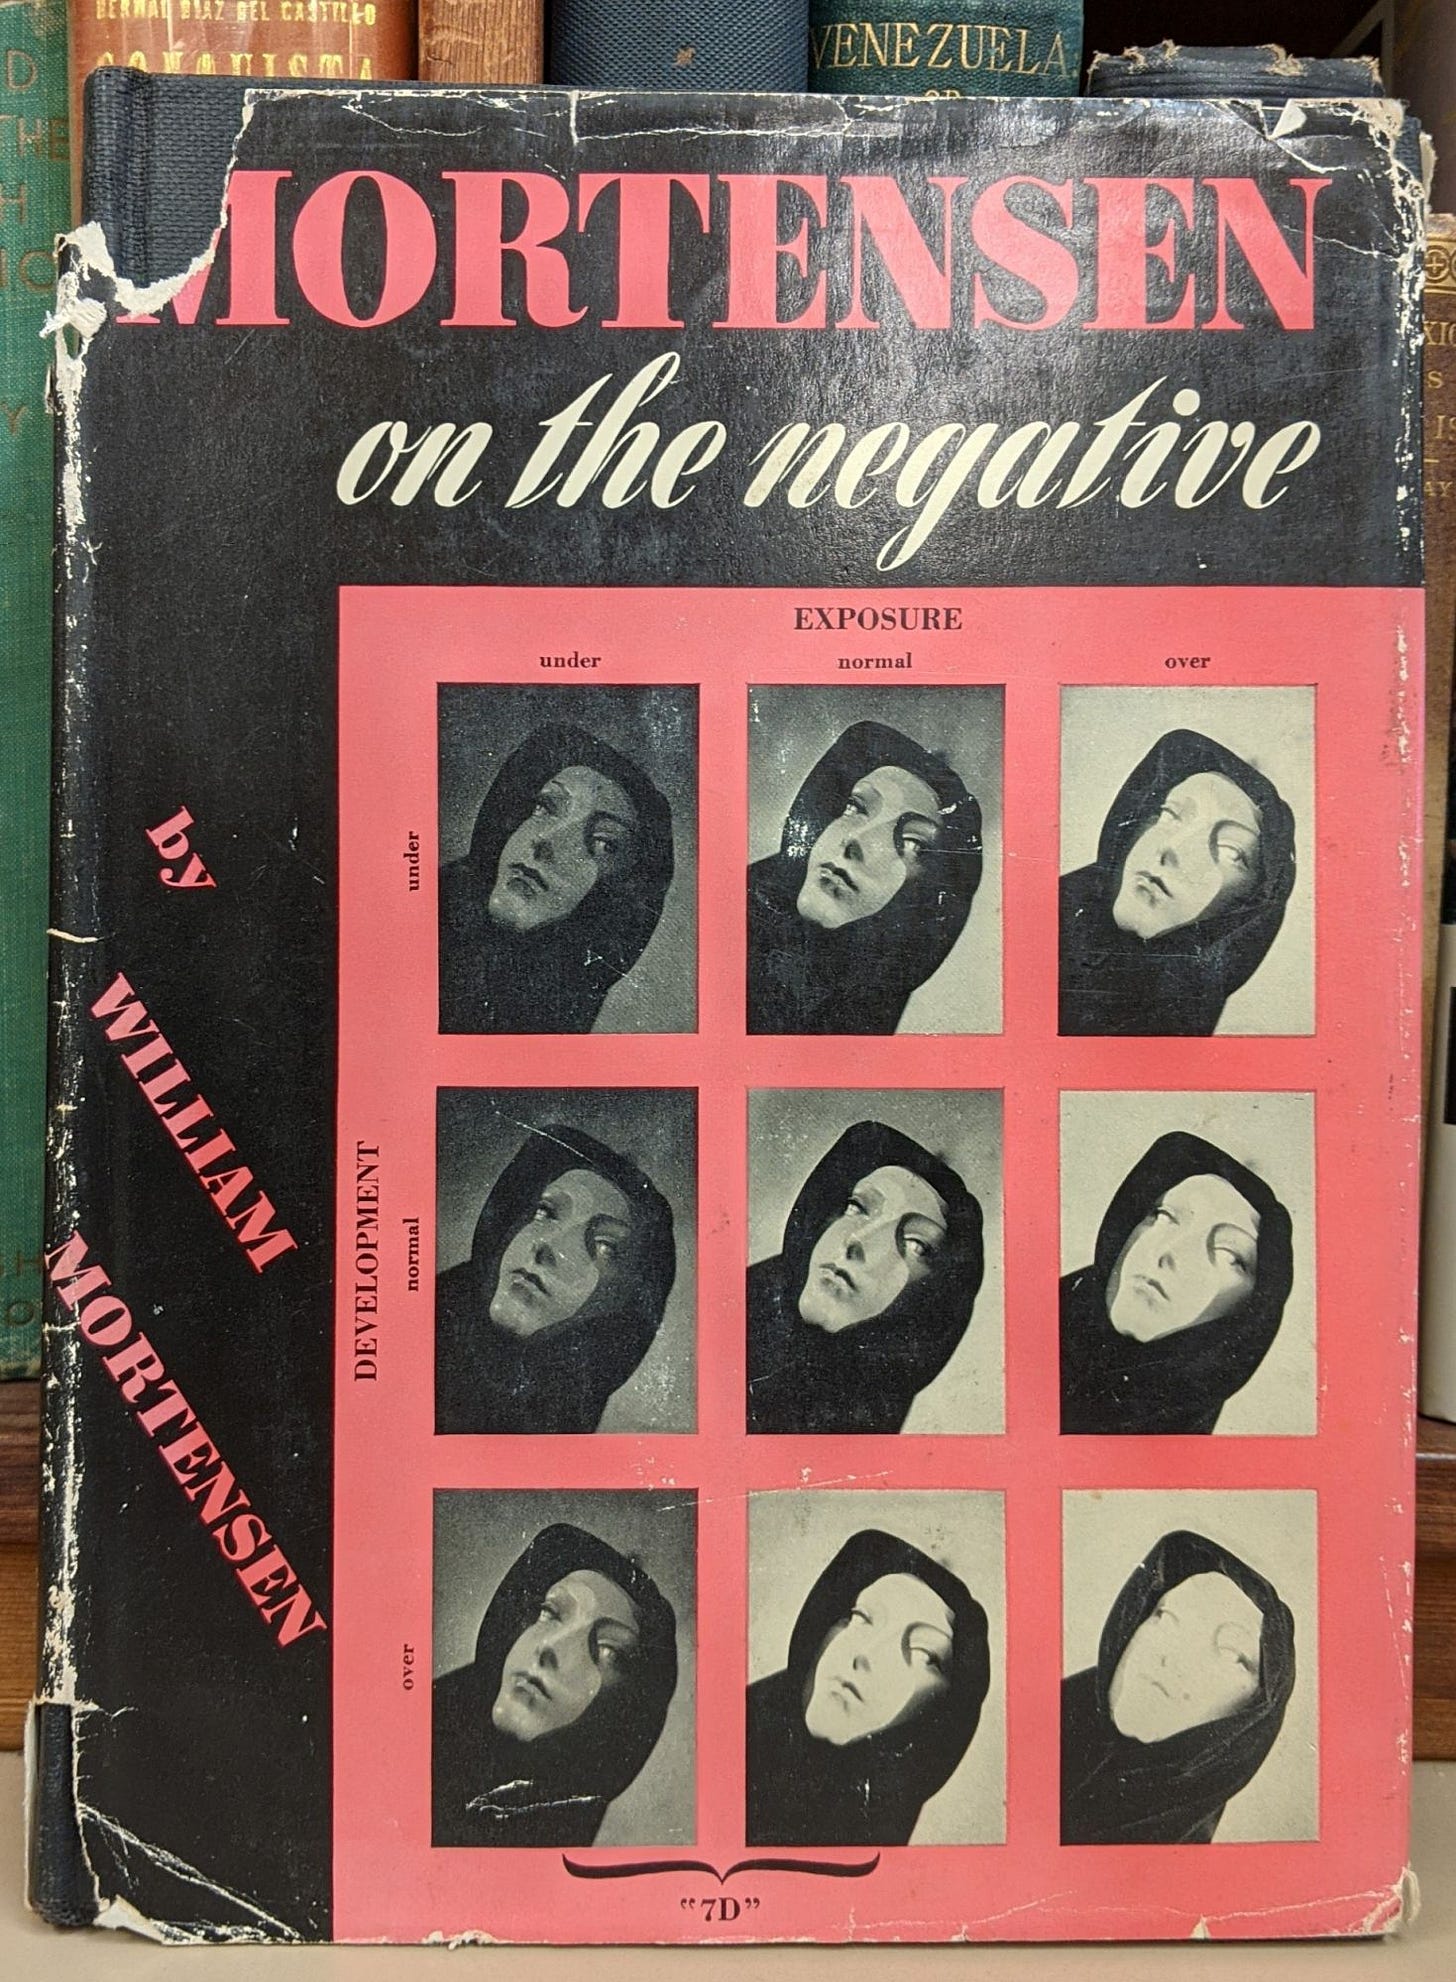 BERNAL DIAZ DEL CASTILLO
CONQUISTA
VENEZUELA
MORTENSEN
on the negative
EXPOSURE
under normal over
DEVELOPMENT
under
normal
over
by
WILLIAM
MORTENSEN
“7D”